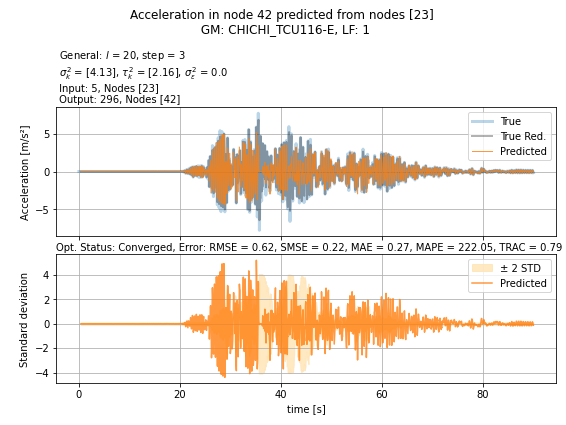 Acceleration in node 42 predicted from nodes [23]
GM: CHICHI_TCU116-E, LF: 1
General: l = 20, step = 3
σ²ₖ = [4.13], τ²ₖ = [2.16], σ²ₑ = 0.0
Input: 5, Nodes [23]
Output: 296, Nodes [42]
Acceleration [m/s²]
5
0
−5
True
True Red.
Predicted
Opt. Status: Converged, Error: RMSE = 0.62, SMSE = 0.22, MAE = 0.27, MAPE = 222.05, TRAC = 0.79
Standard deviation
4
2
0
−2
−4
± 2 STD
Predicted
0 20 40 60 80
time [s]